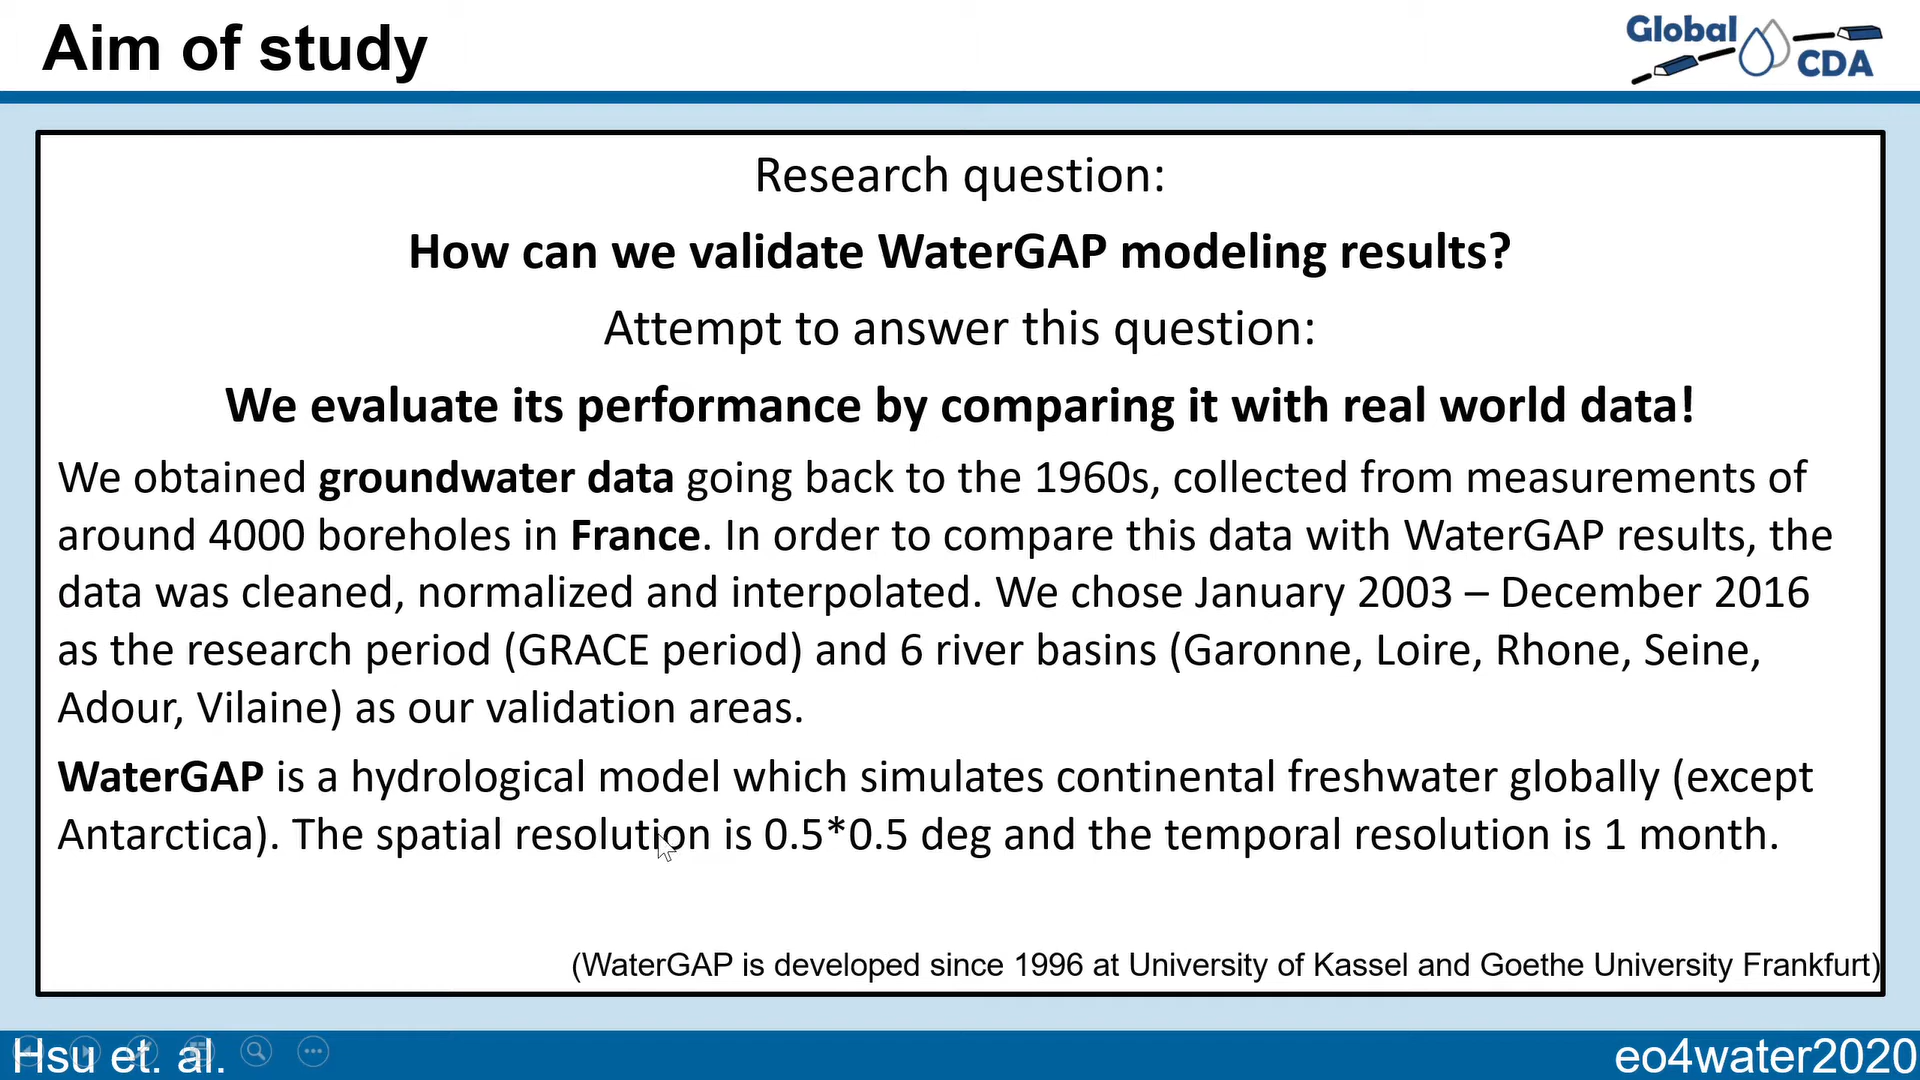 Aim of study
Global
CDA
Research question:
How can we validate WaterGAP modeling results?
Attempt to answer this question:
We evaluate its performance by comparing it with real world data!
We obtained groundwater data going back to the 1960s, collected from measurements of
around 4000 boreholes in France. In order to compare this data with WaterGAP results, the
data was cleaned, normalized and interpolated. We chose January 2003 – December 2016
as the research period (GRACE period) and 6 river basins (Garonne, Loire, Rhone, Seine,
Adour, Vilaine) as our validation areas.
WaterGAP is a hydrological model which simulates continental freshwater globally (except
Antarctica). The spatial resolution is 0.5*0.5 deg and the temporal resolution is 1 month.
(WaterGAP is developed since 1996 at University of Kassel and Goethe University Frankfurt)
Hsu et. al.
eo4water2020